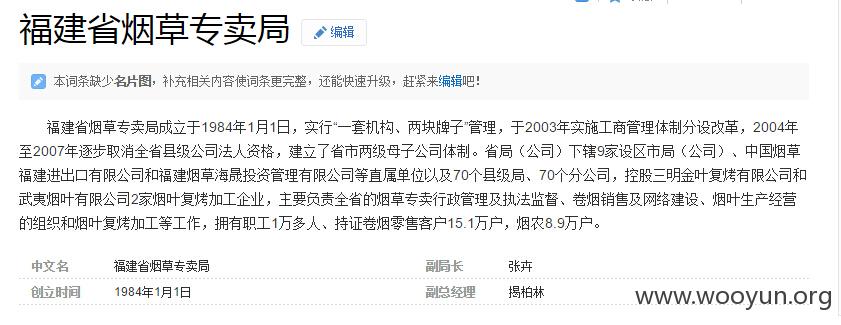 福建省烟草专卖局 编辑
本词条缺少名片图，补充相关内容使词条更完整，还能快速升级，赶紧来编辑吧！
福建省烟草专卖局成立于1984年1月1日，实行“一套机构、两块牌子”管理，于2003年实施工商管理体制分设改革，2004年
至2007年逐步取消全省县级公司法人资格，建立了省市两级母子公司体制。省局（公司）下辖9家设区市局（公司）、中国烟草
福建进出口有限公司和福建烟草海晟投资管理有限公司等直属单位以及70个县级局、70个分公司，控股三明金叶复烤有限公司和
武夷烟叶有限公司2家烟叶复烤加工企业，主要负责全省的烟草专卖行政管理及执法监督、卷烟销售及网络建设、烟叶生产经营
的组织和烟叶复烤加工等工作，拥有职工1万多人、持证卷烟零售客户15.1万户，烟农8.9万户。
中文名 福建省烟草专卖局 副局长 张卉
创立时间 1984年1月1日 副总经理 揭柏林
www.wooyun.org